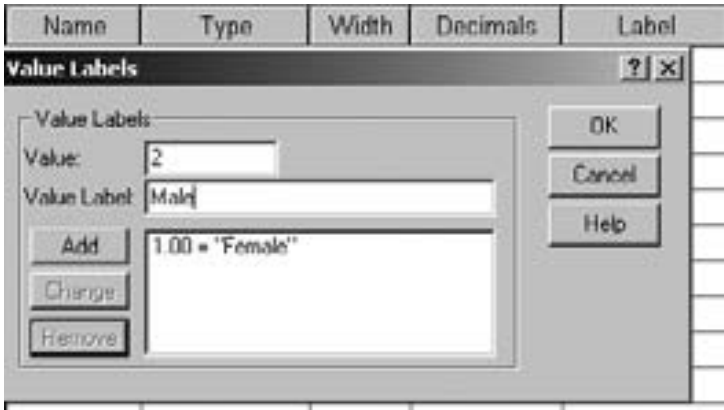 Name Type Width Decimals Label
Value Labels ? ×
Value Labels
OK
Value: 2
Cancel
Value Label: Male
Help
Add 1.00 = "Female"
Change
Remove